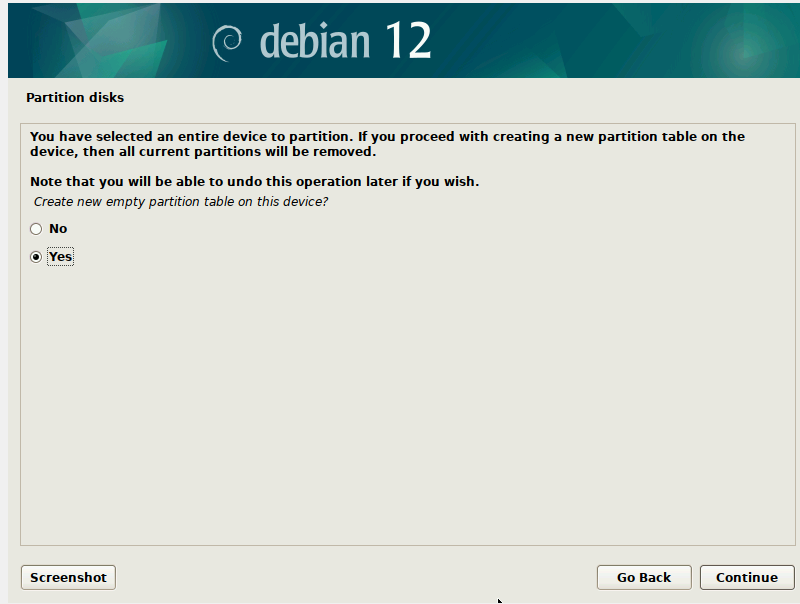 debian 12
Partition disks
You have selected an entire device to partition. If you proceed with creating a new partition table on the
device, then all current partitions will be removed.
Note that you will be able to undo this operation later if you wish.
Create new empty partition table on this device?
No
Yes
Screenshot
Go Back
Continue